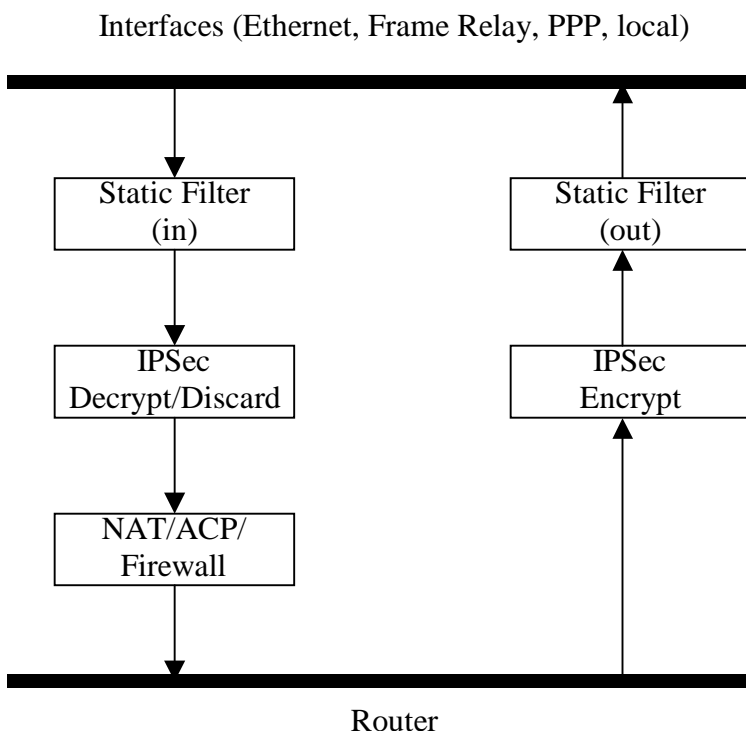 Interfaces (Ethernet, Frame Relay, PPP, local)
Static Filter
(in)
Static Filter
(out)
IPSec
Decrypt/Discard
IPSec
Encrypt
NAT/ACP/
Firewall
Router